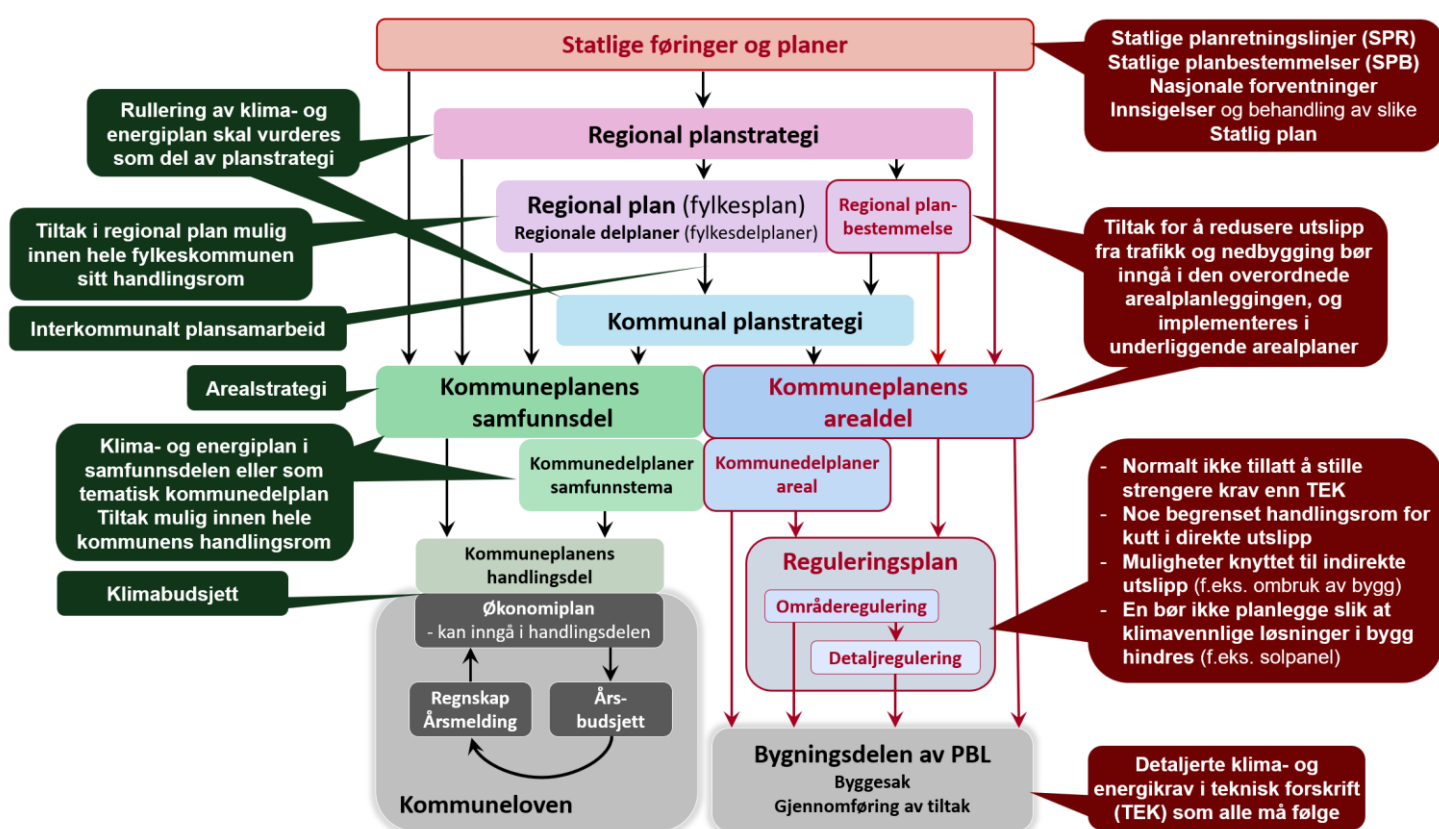 Statlige føringer og planer
Statlige planretningslinjer (SPR)
Statlige planbestemmelser (SPB)
Nasjonale forventninger
Innsigelser og behandling av slike
Statlig plan
Rullering av klima- og
energiplan skal vurderes
som del av planstrategi
Regional planstrategi
Regional plan (fylkesplan)
Regionale delplaner (fylkesdelplaner)
Regional plan-
bestemmelse
Tiltak i regional plan mulig
innen hele fylkeskommunen
sitt handlingsrom
Tiltak for å redusere utslipp
fra trafikk og nedbygging bør
inngå i den overordnede
arealplanleggingen, og
implementeres i
underliggende arealplaner
Interkommunalt plansamarbeid
Kommunal planstrategi
Arealstrategi
Kommuneplanens
samfunnsdel
Kommuneplanens
arealdel
Klima- og energiplan i
samfunnsdelen eller som
tematisk kommunedelplan
Tiltak mulig innen hele
kommunens handlingsrom
Kommunedelplaner
samfunnstema
Kommunedelplaner
areal
- Normalt ikke tillatt å stille
strengere krav enn TEK
- Noe begrenset handlingsrom for
kutt i direkte utslipp
- Muligheter knyttet til indirekte
utslipp (f.eks. ombruk av bygg)
- En bør ikke planlegge slik at
klimavennlige løsninger i bygg
hindres (f.eks. solpanel)
Kommuneplanens
handlingsdel
Klimabudsjett
Økonomiplan
- kan inngå i handlingsdelen
Regnskap
Årsmelding
Års-
budsjett
Kommuneloven
Reguleringsplan
Områderegulering
Detaljregulering
Bygningsdelen av PBL
Byggesak
Gjennomføring av tiltak
Detaljerte klima- og
energikrav i teknisk forskrift
(TEK) som alle må følge